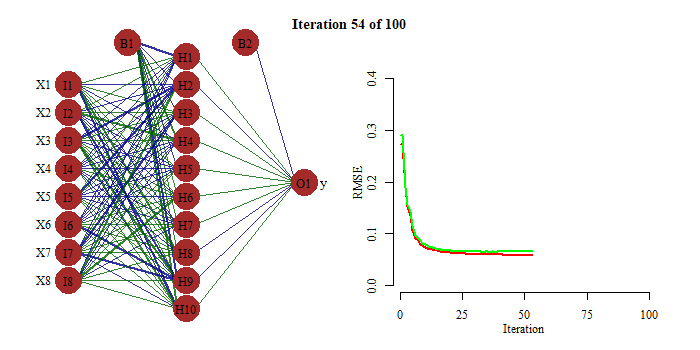 Iteration 54 of 100
B1 B2
H1
X1 I1 H2
X2 I2 H3
X3 I3 H4
X4 I4 H5
O1 y
X5 I5 H6
X6 I6 H7
X7 I7 H8
X8 I8 H9
H10
RMSE
0.4
0.3
0.2
0.1
0.0
0 25 50 75 100
Iteration